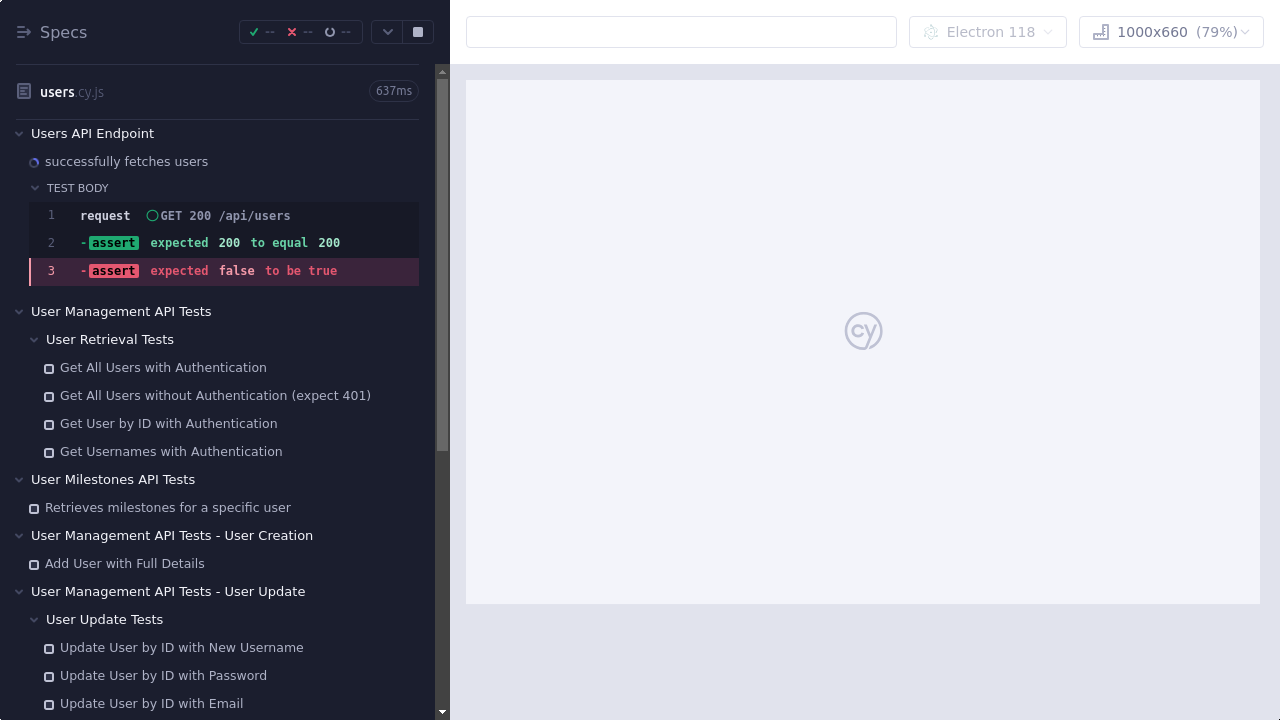 Specs
--
--
--
Electron 118
1000x660 (79%)
users.cy.js
637ms
Users API Endpoint
successfully fetches users
TEST BODY
1 request GET 200 /api/users
2 -assert expected 200 to equal 200
3 -assert expected false to be true
User Management API Tests
User Retrieval Tests
Get All Users with Authentication
Get All Users without Authentication (expect 401)
Get User by ID with Authentication
Get Usernames with Authentication
User Milestones API Tests
Retrieves milestones for a specific user
User Management API Tests - User Creation
Add User with Full Details
User Management API Tests - User Update
User Update Tests
Update User by ID with New Username
Update User by ID with Password
Update User by ID with Email
cy